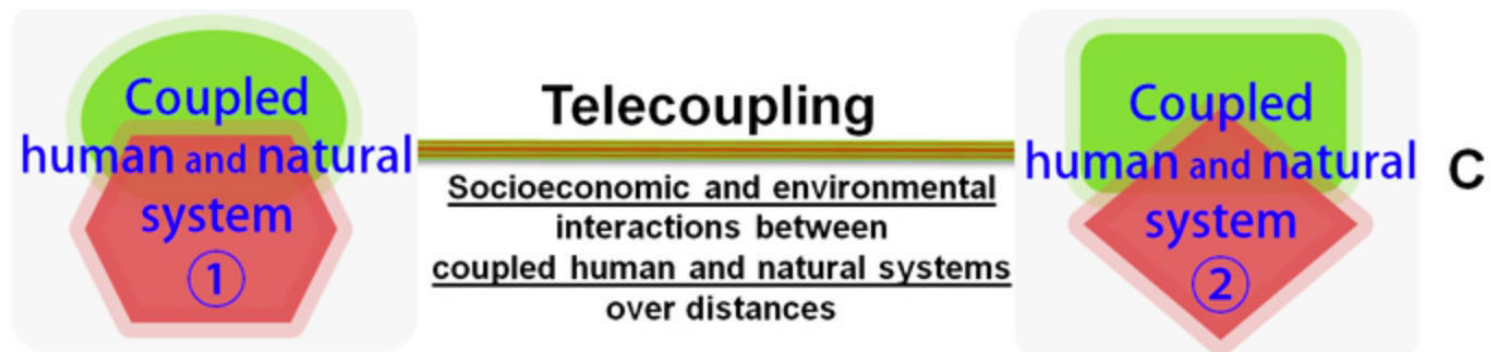 Coupled
human and natural
system
①
Telecoupling
Socioeconomic and environmental
interactions between
coupled human and natural systems
over distances
Coupled
human and natural
system
②
C